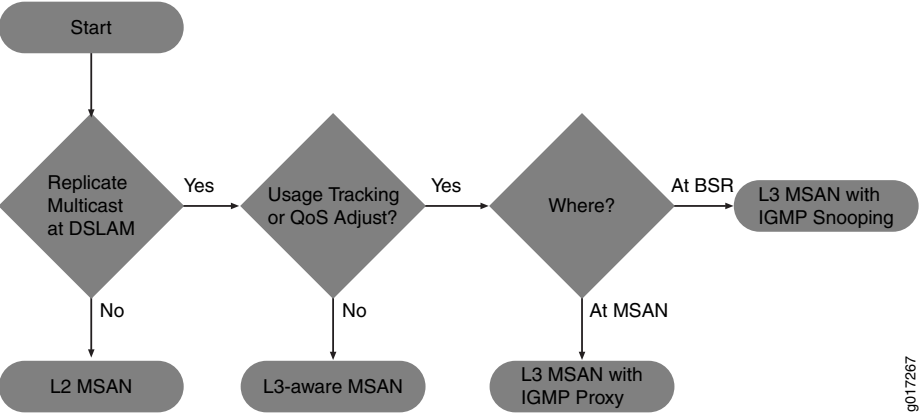 Start
Replicate
Multicast
at DSLAM
Yes
Usage Tracking
or QoS Adjust?
Yes
Where?
At BSR
L3 MSAN with
IGMP Snooping
No
No
At MSAN
L2 MSAN
L3-aware MSAN
L3 MSAN with
IGMP Proxy
g017267